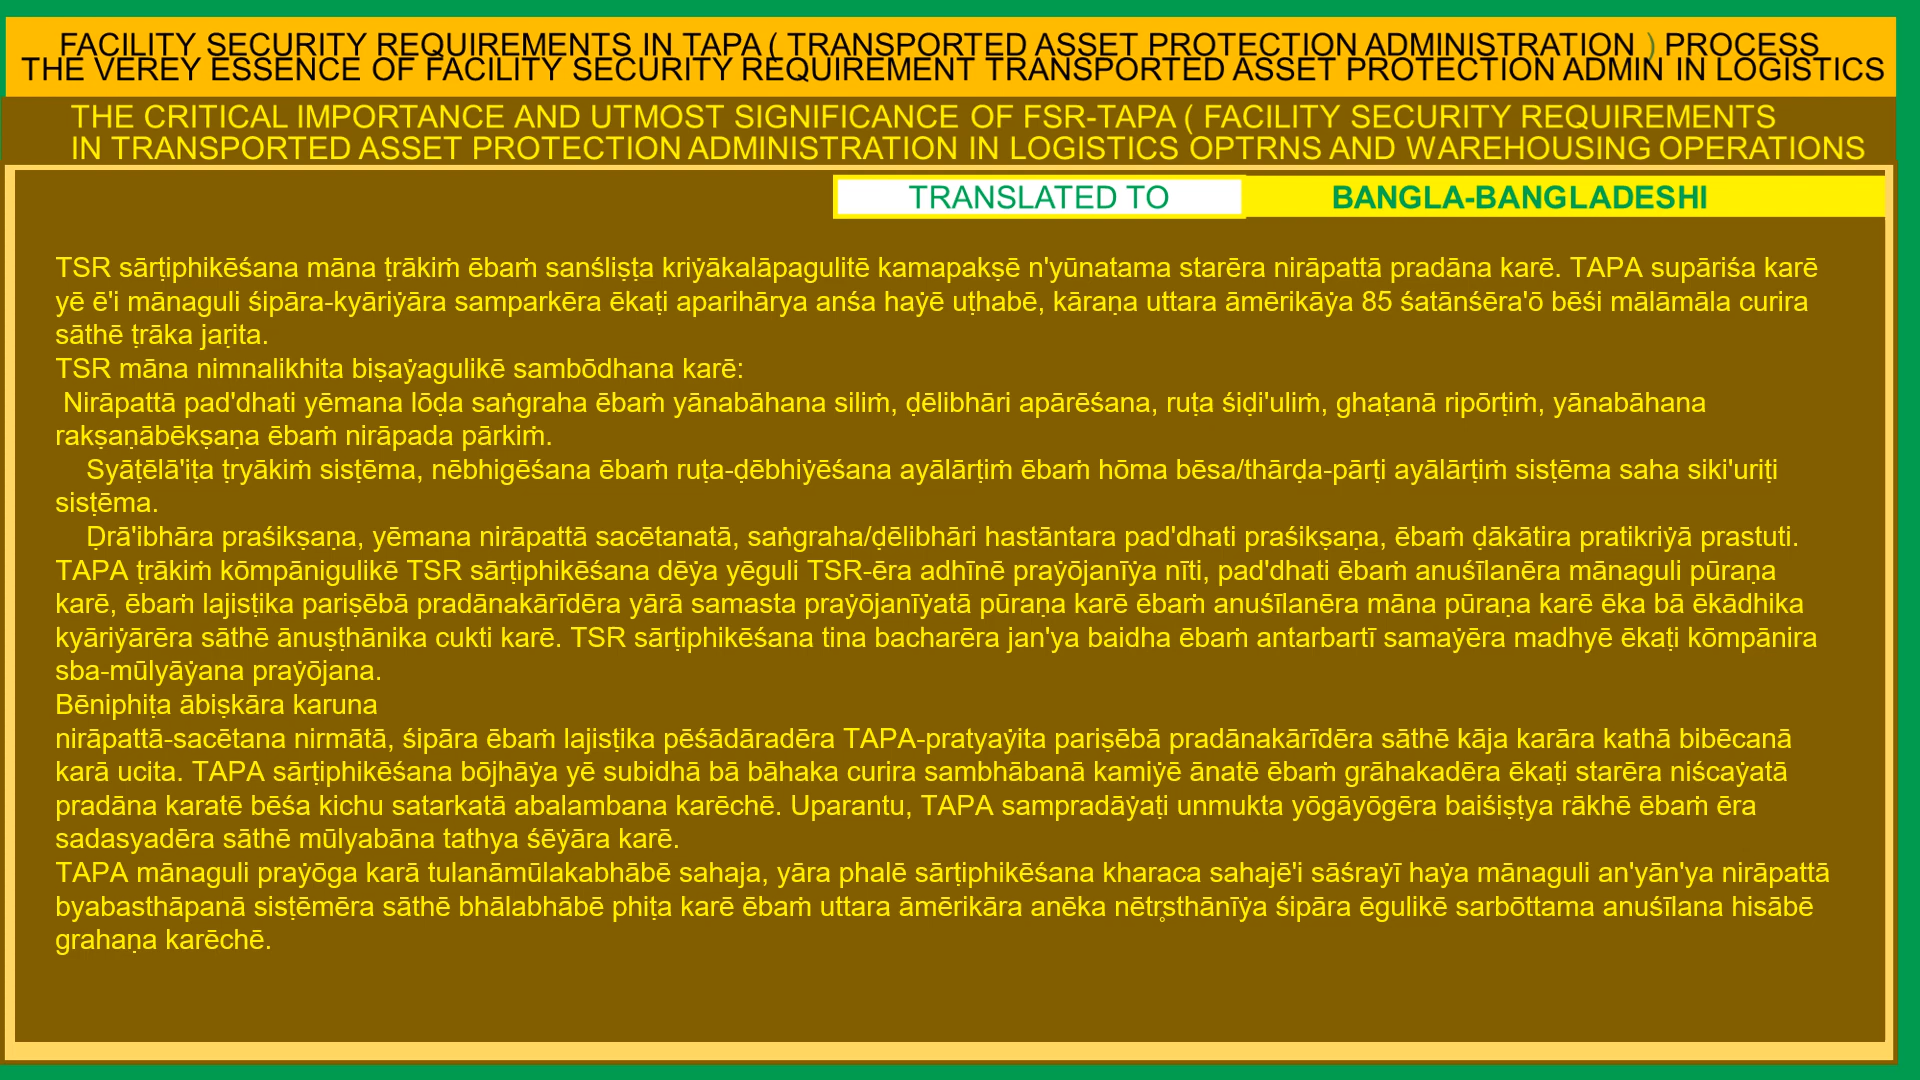 FACILITY SECURITY REQUIREMENTS IN TAPA ( TRANSPORTED ASSET PROTECTION ADMINISTRATION ) PROCESS
THE VEREY ESSENCE OF FACILITY SECURITY REQUIREMENT TRANSPORTED ASSET PROTECTION ADMIN IN LOGISTICS
THE CRITICAL IMPORTANCE AND UTMOST SIGNIFICANCE OF FSR-TAPA ( FACILITY SECURITY REQUIREMENTS
IN TRANSPORTED ASSET PROTECTION ADMINISTRATION IN LOGISTICS OPTRNS AND WAREHOUSING OPERATIONS
TRANSLATED TO BANGLA-BANGLADESHI
TSR sārṭiphikēśana māna ṭrākiṁ ēbaṁ sanśliṣṭa kriẏākalāpagulitē kamapakṣē n'yūnatama starēra nirāpattā pradāna karē. TAPA supāriśa karē
yē ē'i mānaguli śipāra-kyāriẏāra samparkēra ēkaṭi aparihārya anśa haẏē uṭhabē, kāraṇa uttara āmērikāẏa 85 śatānśēra'ō bēśi mālāmāla curira
sāthē ṭrāka jaṛita.
TSR māna nimnalikhita biṣaẏagulikē sambōdhana karē:
Nirāpattā pad'dhati yēmana lōḍa saṅgraha ēbaṁ yānabāhana siliṁ, ḍēlibhāri apārēśana, ruṭa śiḍi'uliṁ, ghaṭanā ripōrṭiṁ, yānabāhana
rakṣaṇābēkṣaṇa ēbaṁ nirāpada pārkiṁ.
Syāṭēlā'iṭa ṭryākiṁ sisṭēma, nēbhigēśana ēbaṁ ruṭa-ḍēbhiẏēśana ayālārṭiṁ ēbaṁ hōma bēsa/thārḍa-pārṭi ayālārṭiṁ sisṭēma saha siki'uriṭi
sisṭēma.
Ḍrā'ibhāra praśikṣaṇa, yēmana nirāpattā sacētanatā, saṅgraha/ḍēlibhāri hastāntara pad'dhati praśikṣaṇa, ēbaṁ ḍākātira pratikriẏā prastuti.
TAPA ṭrākiṁ kōmpānigulikē TSR sārṭiphikēśana dēẏa yēguli TSR-ēra adhīnē praẏōjanīẏa nīti, pad'dhati ēbaṁ anuśīlanēra mānaguli pūraṇa
karē, ēbaṁ lajisṭika pariṣēbā pradānakārīdēra yārā samasta praẏōjanīẏatā pūraṇa karē ēbaṁ anuśīlanēra māna pūraṇa karē ēka bā ēkādhika
kyāriẏārēra sāthē ānuṣṭhānika cukti karē. TSR sārṭiphikēśana tina bacharēra jan'ya baidha ēbaṁ antarbartī samaẏēra madhyē ēkaṭi kōmpānira
sba-mūlyāẏana praẏōjana.
Bēniphiṭa ābiṣkāra karuna
nirāpattā-sacētana nirmātā, śipāra ēbaṁ lajisṭika pēśādāradēra TAPA-pratyaẏita pariṣēbā pradānakārīdēra sāthē kāja karāra kathā bibēcanā
karā ucita. TAPA sārṭiphikēśana bōjhāẏa yē subidhā bā bāhaka curira sambhābanā kamiẏē ānatē ēbaṁ grāhakadēra ēkaṭi starēra niścaẏatā
pradāna karatē bēśa kichu satarkatā abalambana karēchē. Uparantu, TAPA sampradāẏaṭi unmukta yōgāyōgēra baiśiṣṭya rākhē ēbaṁ ēra
sadasyadēra sāthē mūlyabāna tathya śēẏāra karē.
TAPA mānaguli praẏōga karā tulanāmūlakabhābē sahaja, yāra phalē sārṭiphikēśana kharaca sahajē'i sāśraẏī haẏa mānaguli an'yān'ya nirāpattā
byabasthāpanā sisṭēmēra sāthē bhālabhābē phiṭa karē ēbaṁ uttara āmērikāra anēka nētr̥sthānīẏa śipāra ēgulikē sarbōttama anuśīlana hisābē
grahaṇa karēchē.